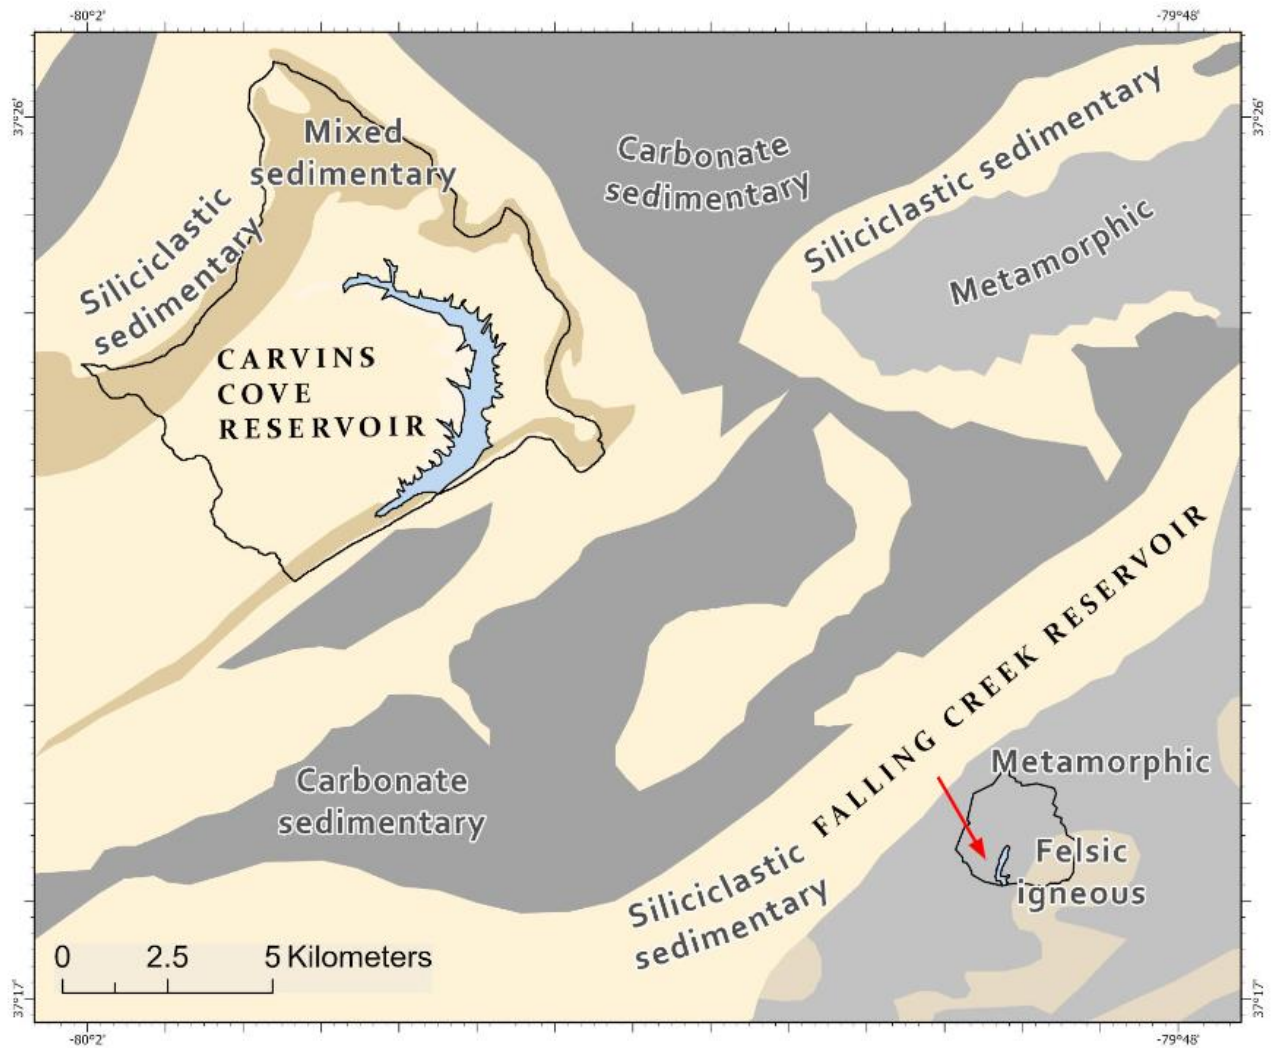 -80°2'
-79°48'
37°26'
37°26'
Mixed
sedimentary
Carbonate
sedimentary
Siliciclastic sedimentary
Siliciclastic
sedimentary
Metamorphic
CARVINS
COVE
RESERVOIR
FALLING CREEK RESERVOIR
Metamorphic
Carbonate
sedimentary
Felsic
igneous
Siliciclastic
sedimentary
0 2.5 5 Kilometers
37°17'
37°17'
-80°2'
-79°48'